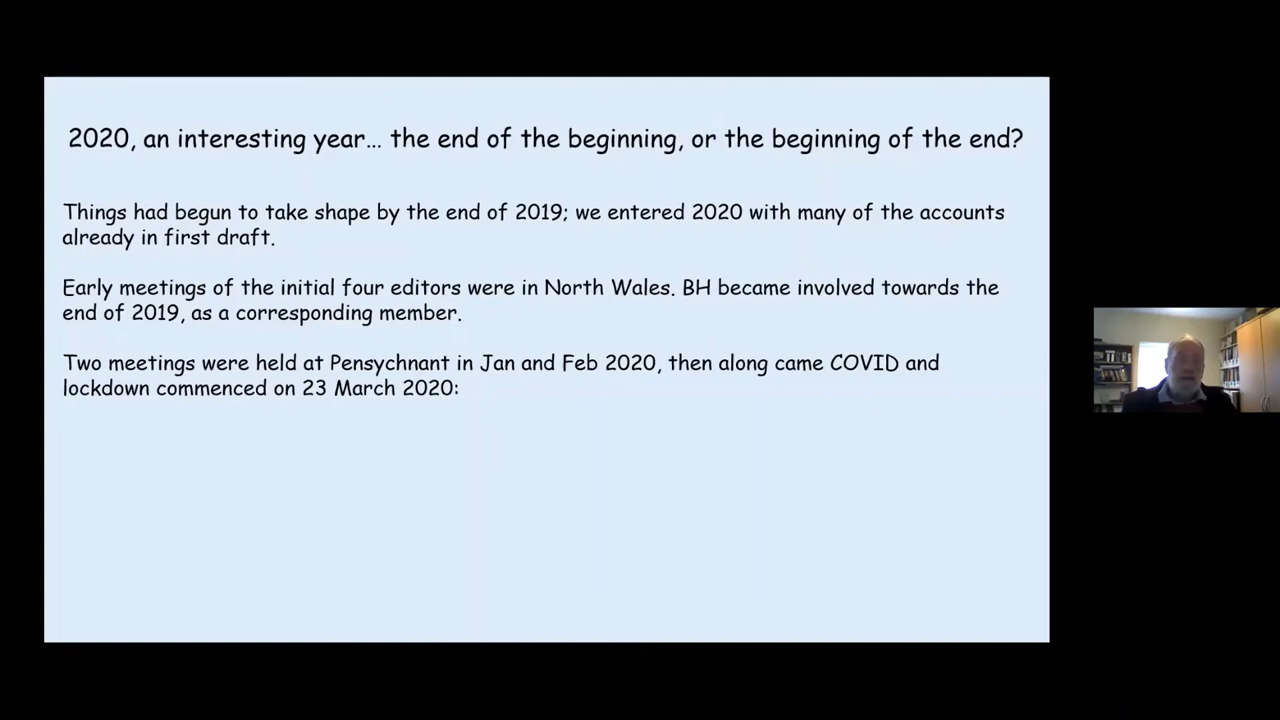 2020, an interesting year... the end of the beginning, or the beginning of the end?
Things had begun to take shape by the end of 2019; we entered 2020 with many of the accounts
already in first draft.
Early meetings of the initial four editors were in North Wales. BH became involved towards the
end of 2019, as a corresponding member.
Two meetings were held at Pensychnant in Jan and Feb 2020, then along came COVID and
lockdown commenced on 23 March 2020: